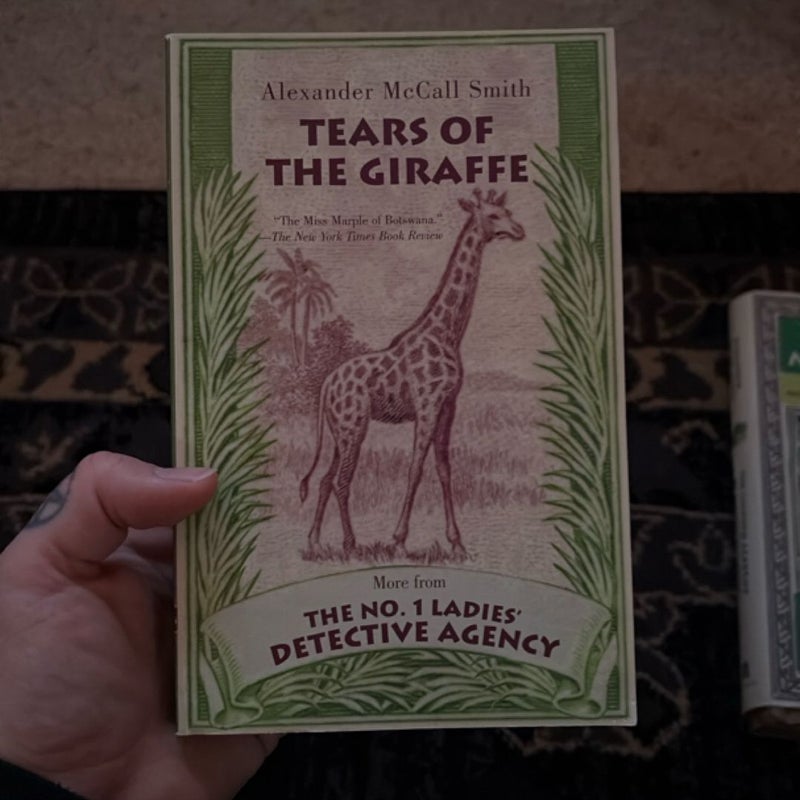 Alexander McCall Smith
TEARS OF
THE GIRAFFE
"The Miss Marple of Botswana."
—The New York Times Book Review
More from
THE NO. 1 LADIES'
DETECTIVE AGENCY